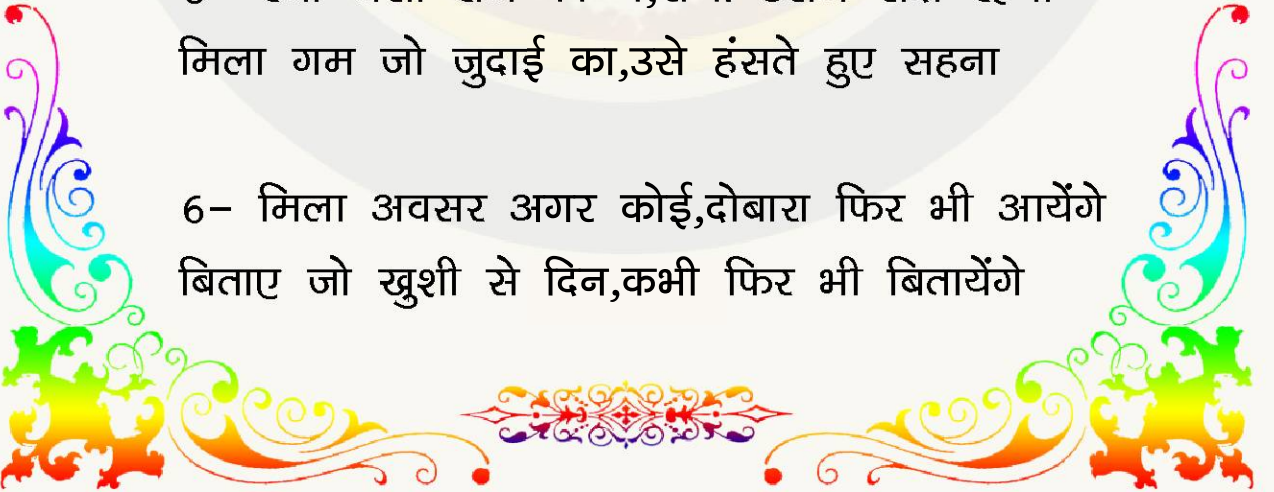 मिला गम जो जुदाई का,उसे हंसते हुए सहना
6– मिला अवसर अगर कोई,दोबारा फिर भी आयेंगे
बिताए जो खुशी से दिन,कभी फिर भी बितायेंगे